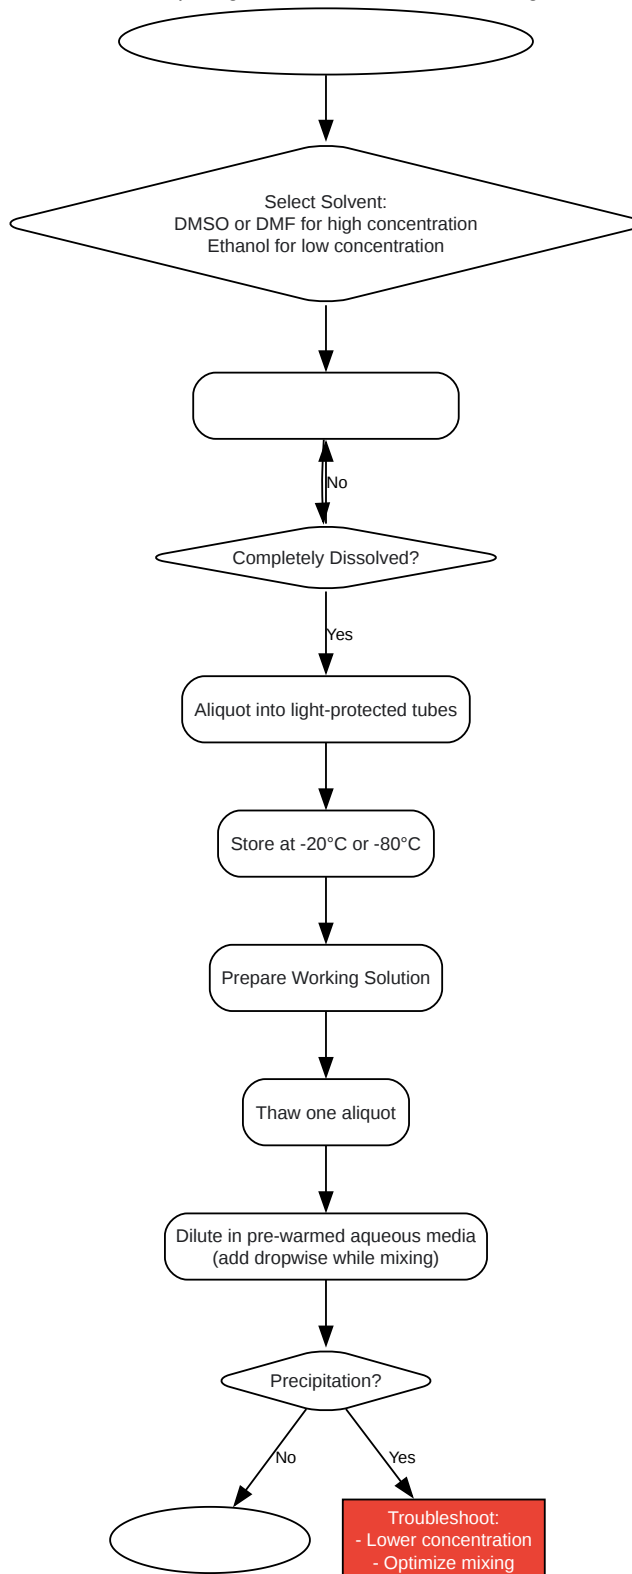 Select Solvent:
DMSO or DMF for high concentration
Ethanol for low concentration
No
Completely Dissolved?
Yes
Aliquot into light-protected tubes
Store at -20°C or -80°C
Prepare Working Solution
Thaw one aliquot
Dilute in pre-warmed aqueous media
(add dropwise while mixing)
Precipitation?
No
Yes
Troubleshoot:
- Lower concentration
- Optimize mixing